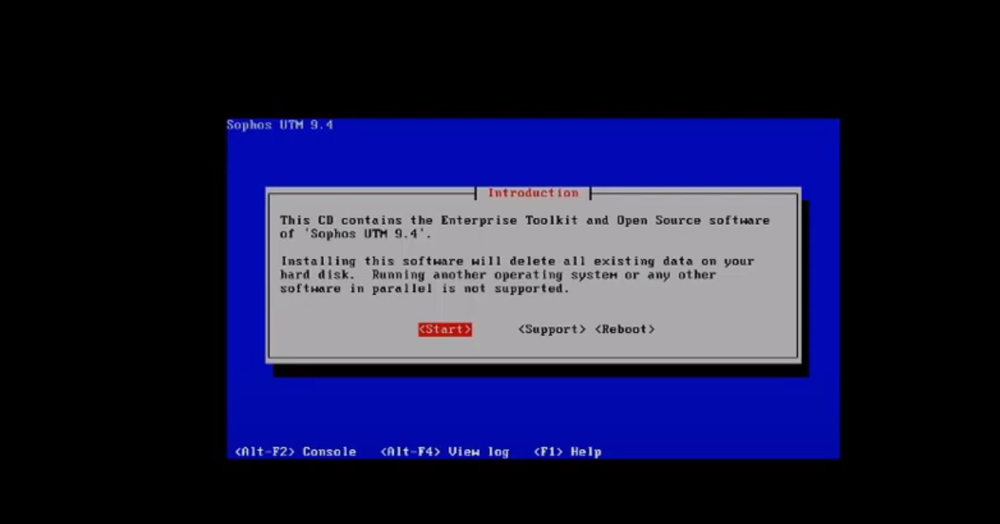 Sophos UTM 9.4
Introduction
This CD contains the Enterprise Toolkit and Open Source software
of 'Sophos UTM 9.4'.
Installing this software will delete all existing data on your
hard disk.  Running another operating system or any other
software in parallel is not supported.
<Start> <Support> <Reboot>
<Alt-F2> Console <Alt-F4> View log <F1> Help